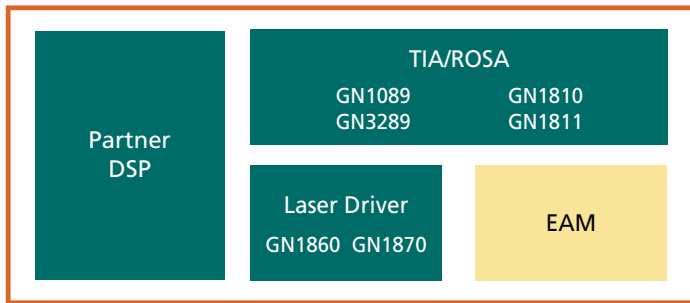 Partner
DSP
TIA/ROSA
GN1089 GN1810
GN3289 GN1811
Laser Driver
GN1860 GN1870
EAM